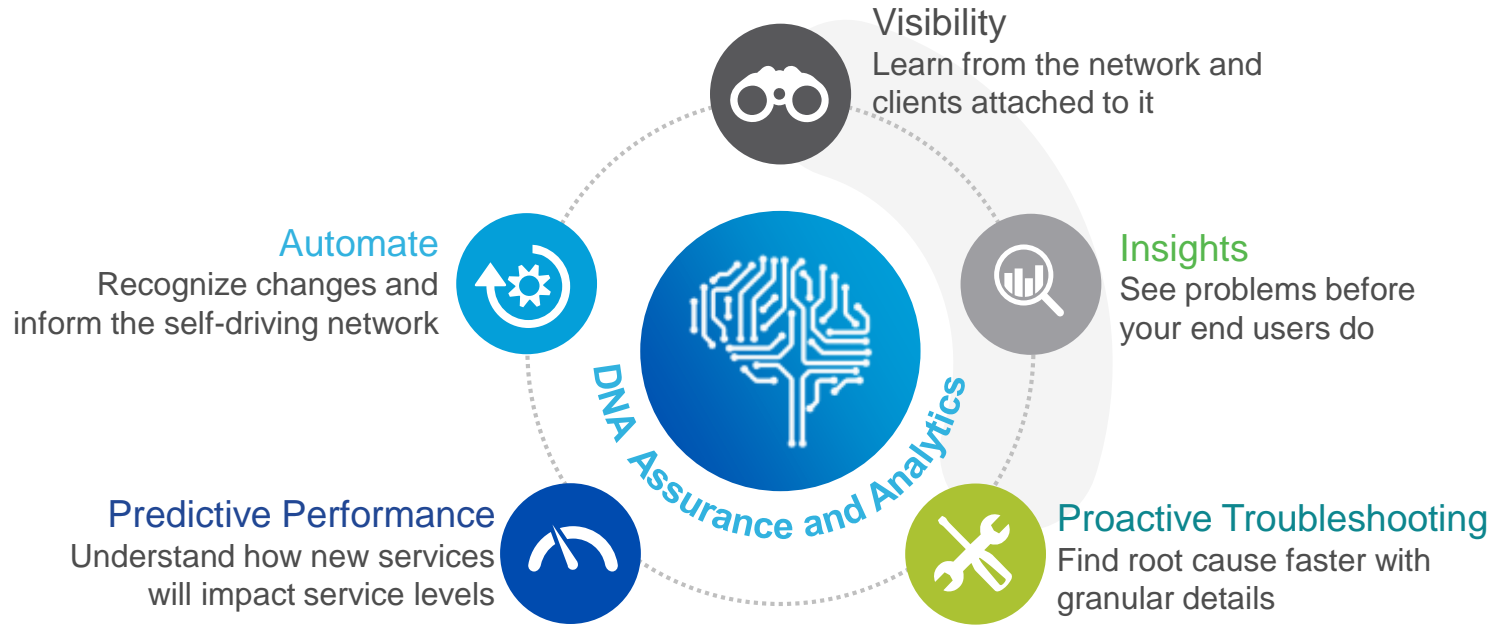 Visibility
Learn from the network and
clients attached to it
Insights
See problems before
your end users do
Proactive Troubleshooting
Find root cause faster with
granular details
Predictive Performance
Understand how new services
will impact service levels
Automate
Recognize changes and
inform the self-driving network
DNA Assurance and Analytics